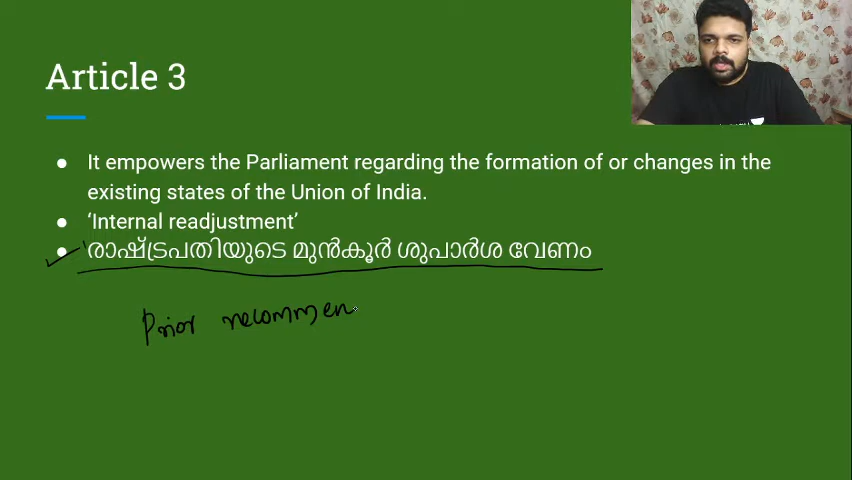 Article 3
● It empowers the Parliament regarding the formation of or changes in the
existing states of the Union of India.
● ‘Internal readjustment’
● രാഷ്ട്രപതിയുടെ മുൻകൂർ ശുപാർശ വേണം
Prior recommen